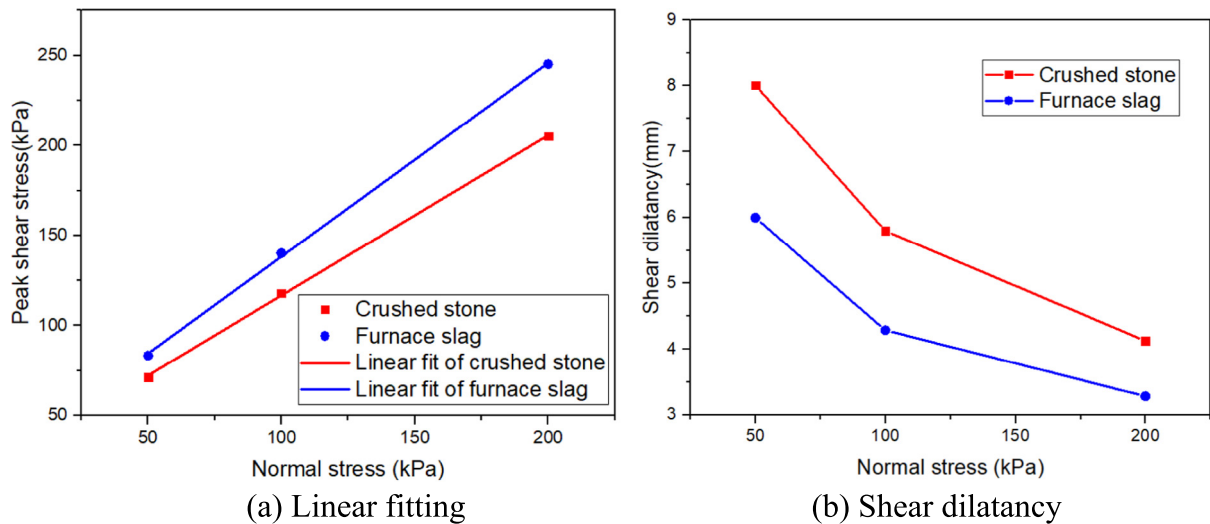 Peak shear stress(kPa)
250
200
150
100
50
50
100
150
200
Normal stress (kPa)
Crushed stone
Furnace slag
Linear fit of crushed stone
Linear fit of furnace slag
(a) Linear fitting
Shear dilatancy(mm)
9
8
7
6
5
4
3
50
100
150
200
Normal stress (kPa)
Crushed stone
Furnace slag
(b) Shear dilatancy